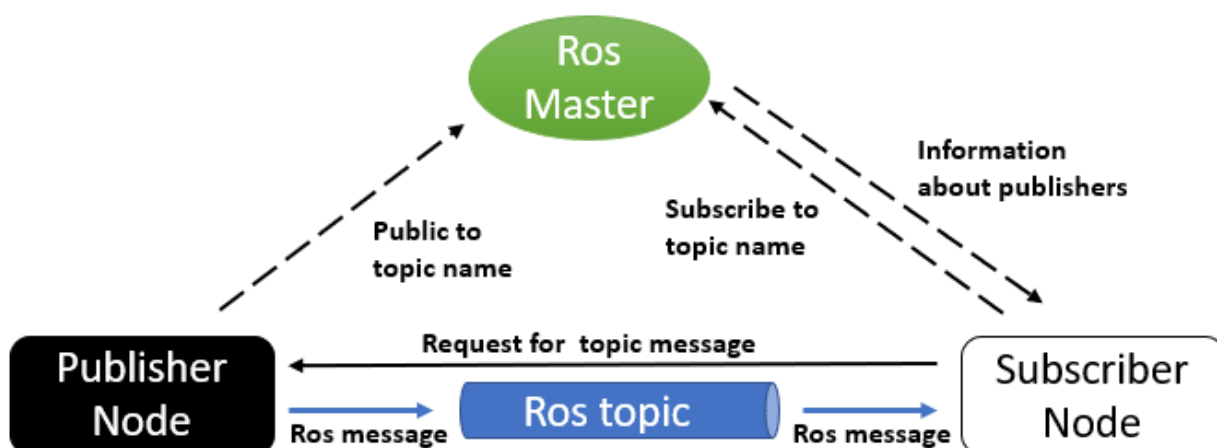 Ros
Master
Information
about publishers
Subscribe to
topic name
Public to
topic name
Request for topic message
Publisher
Node
Ros topic
Subscriber
Node
Ros message
Ros message